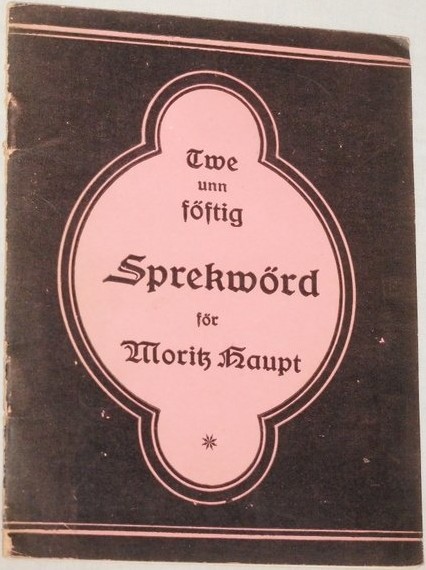 Twe
unn
föftig
Sprekwörd
för
Moritz Haupt